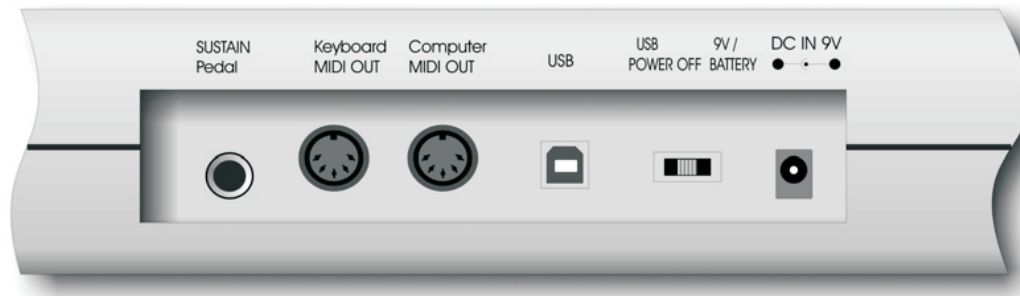 SUSTAIN
Pedal
Keyboard
MIDI OUT
Computer
MIDI OUT
USB
USB 9V /
POWER OFF BATTERY
DC IN 9V